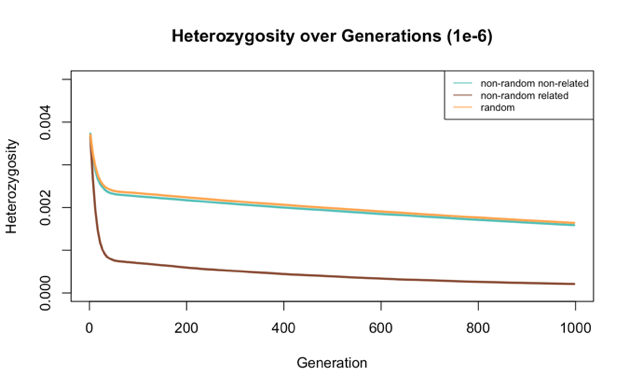 Heterozygosity over Generations (1e-6)
non-random non-related
non-random related
random
Heterozygosity
0.004
0.002
0.000
0 200 400 600 800 1000
Generation